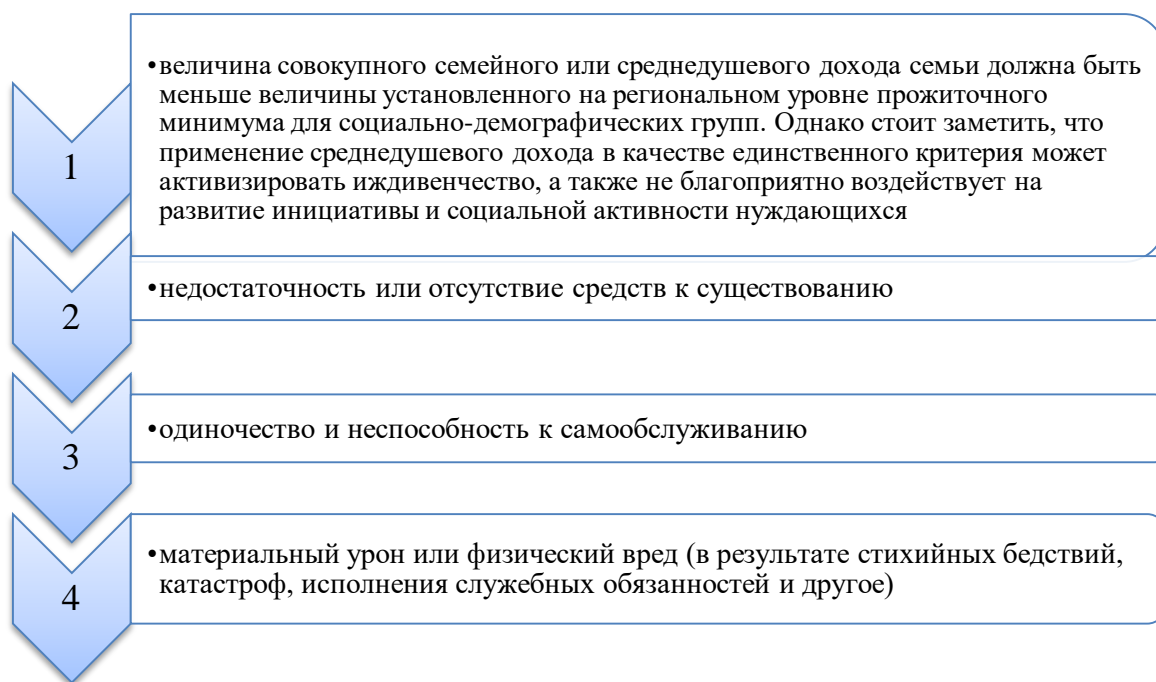 1
•величина совокупного семейного или среднедушевого дохода семьи должна быть
меньше величины установленного на региональном уровне прожиточного
минимума для социально-демографических групп. Однако стоит заметить, что
применение среднедушевого дохода в качестве единственного критерия может
активизировать иждивенчество, а также не благоприятно воздействует на
развитие инициативы и социальной активности нуждающихся
2
•недостаточность или отсутствие средств к существованию
3
•одиночество и неспособность к самообслуживанию
4
•материальный урон или физический вред (в результате стихийных бедствий,
катастроф, исполнения служебных обязанностей и другое)